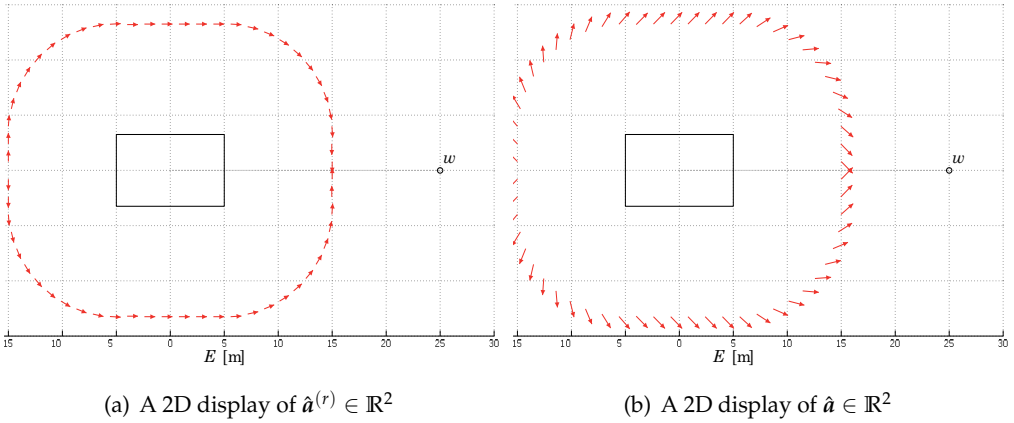 w
w
15 10 5 0 5 10 15 20 25 30
15 10 5 0 5 10 15 20 25 30
E [m]
E [m]
(a) A 2D display of â^(r) ∈ ℝ²
(b) A 2D display of â ∈ ℝ²